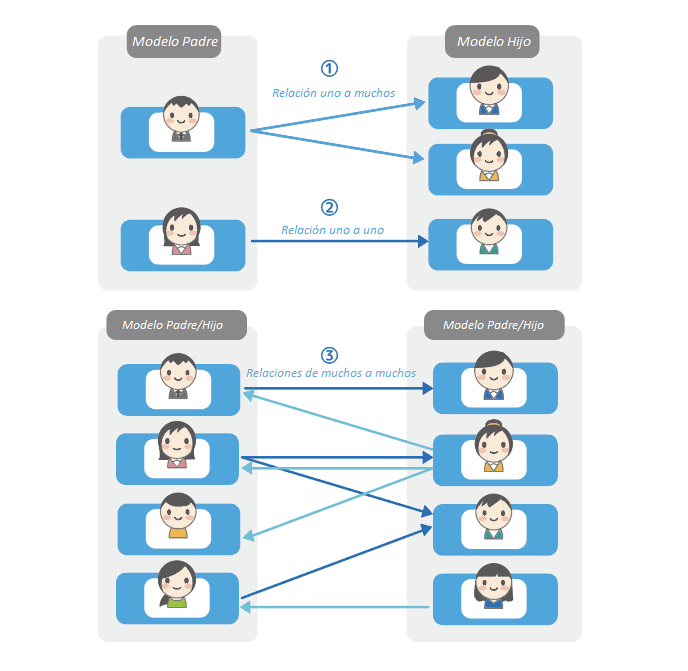 Modelo Padre
Modelo Hijo
①
Relación uno a muchos
②
Relación uno a uno
Modelo Padre/Hijo
Modelo Padre/Hijo
③
Relaciones de muchos a muchos